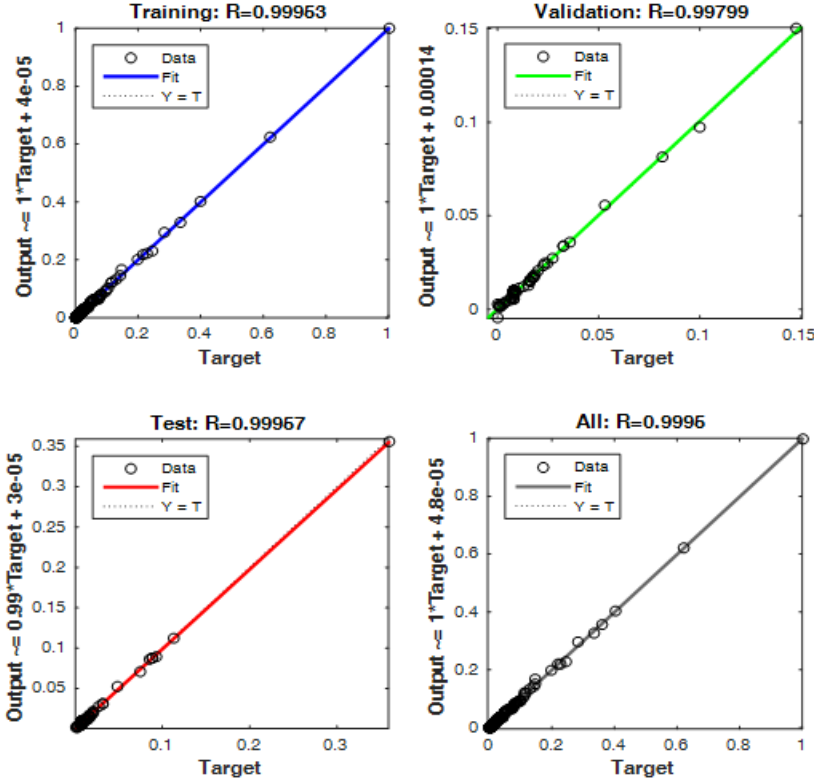 Training: R=0.99953
Output ~= 1*Target + 4e-05
1
0.8
0.6
0.4
0.2
0
Data
Fit
Y = T
0 0.2 0.4 0.6 0.8 1
Target
Validation: R=0.99799
Output ~= 1*Target + 0.00014
0.15
0.1
0.05
0
Data
Fit
Y = T
0 0.05 0.1 0.15
Target
Test: R=0.99957
Output ~= 0.99*Target + 3e-05
0.35
0.3
0.25
0.2
0.15
0.1
0.05
Data
Fit
Y = T
0.1 0.2 0.3
Target
All: R=0.9995
Output ~= 1*Target + 4.8e-05
1
0.8
0.6
0.4
0.2
0
Data
Fit
Y = T
0 0.2 0.4 0.6 0.8 1
Target